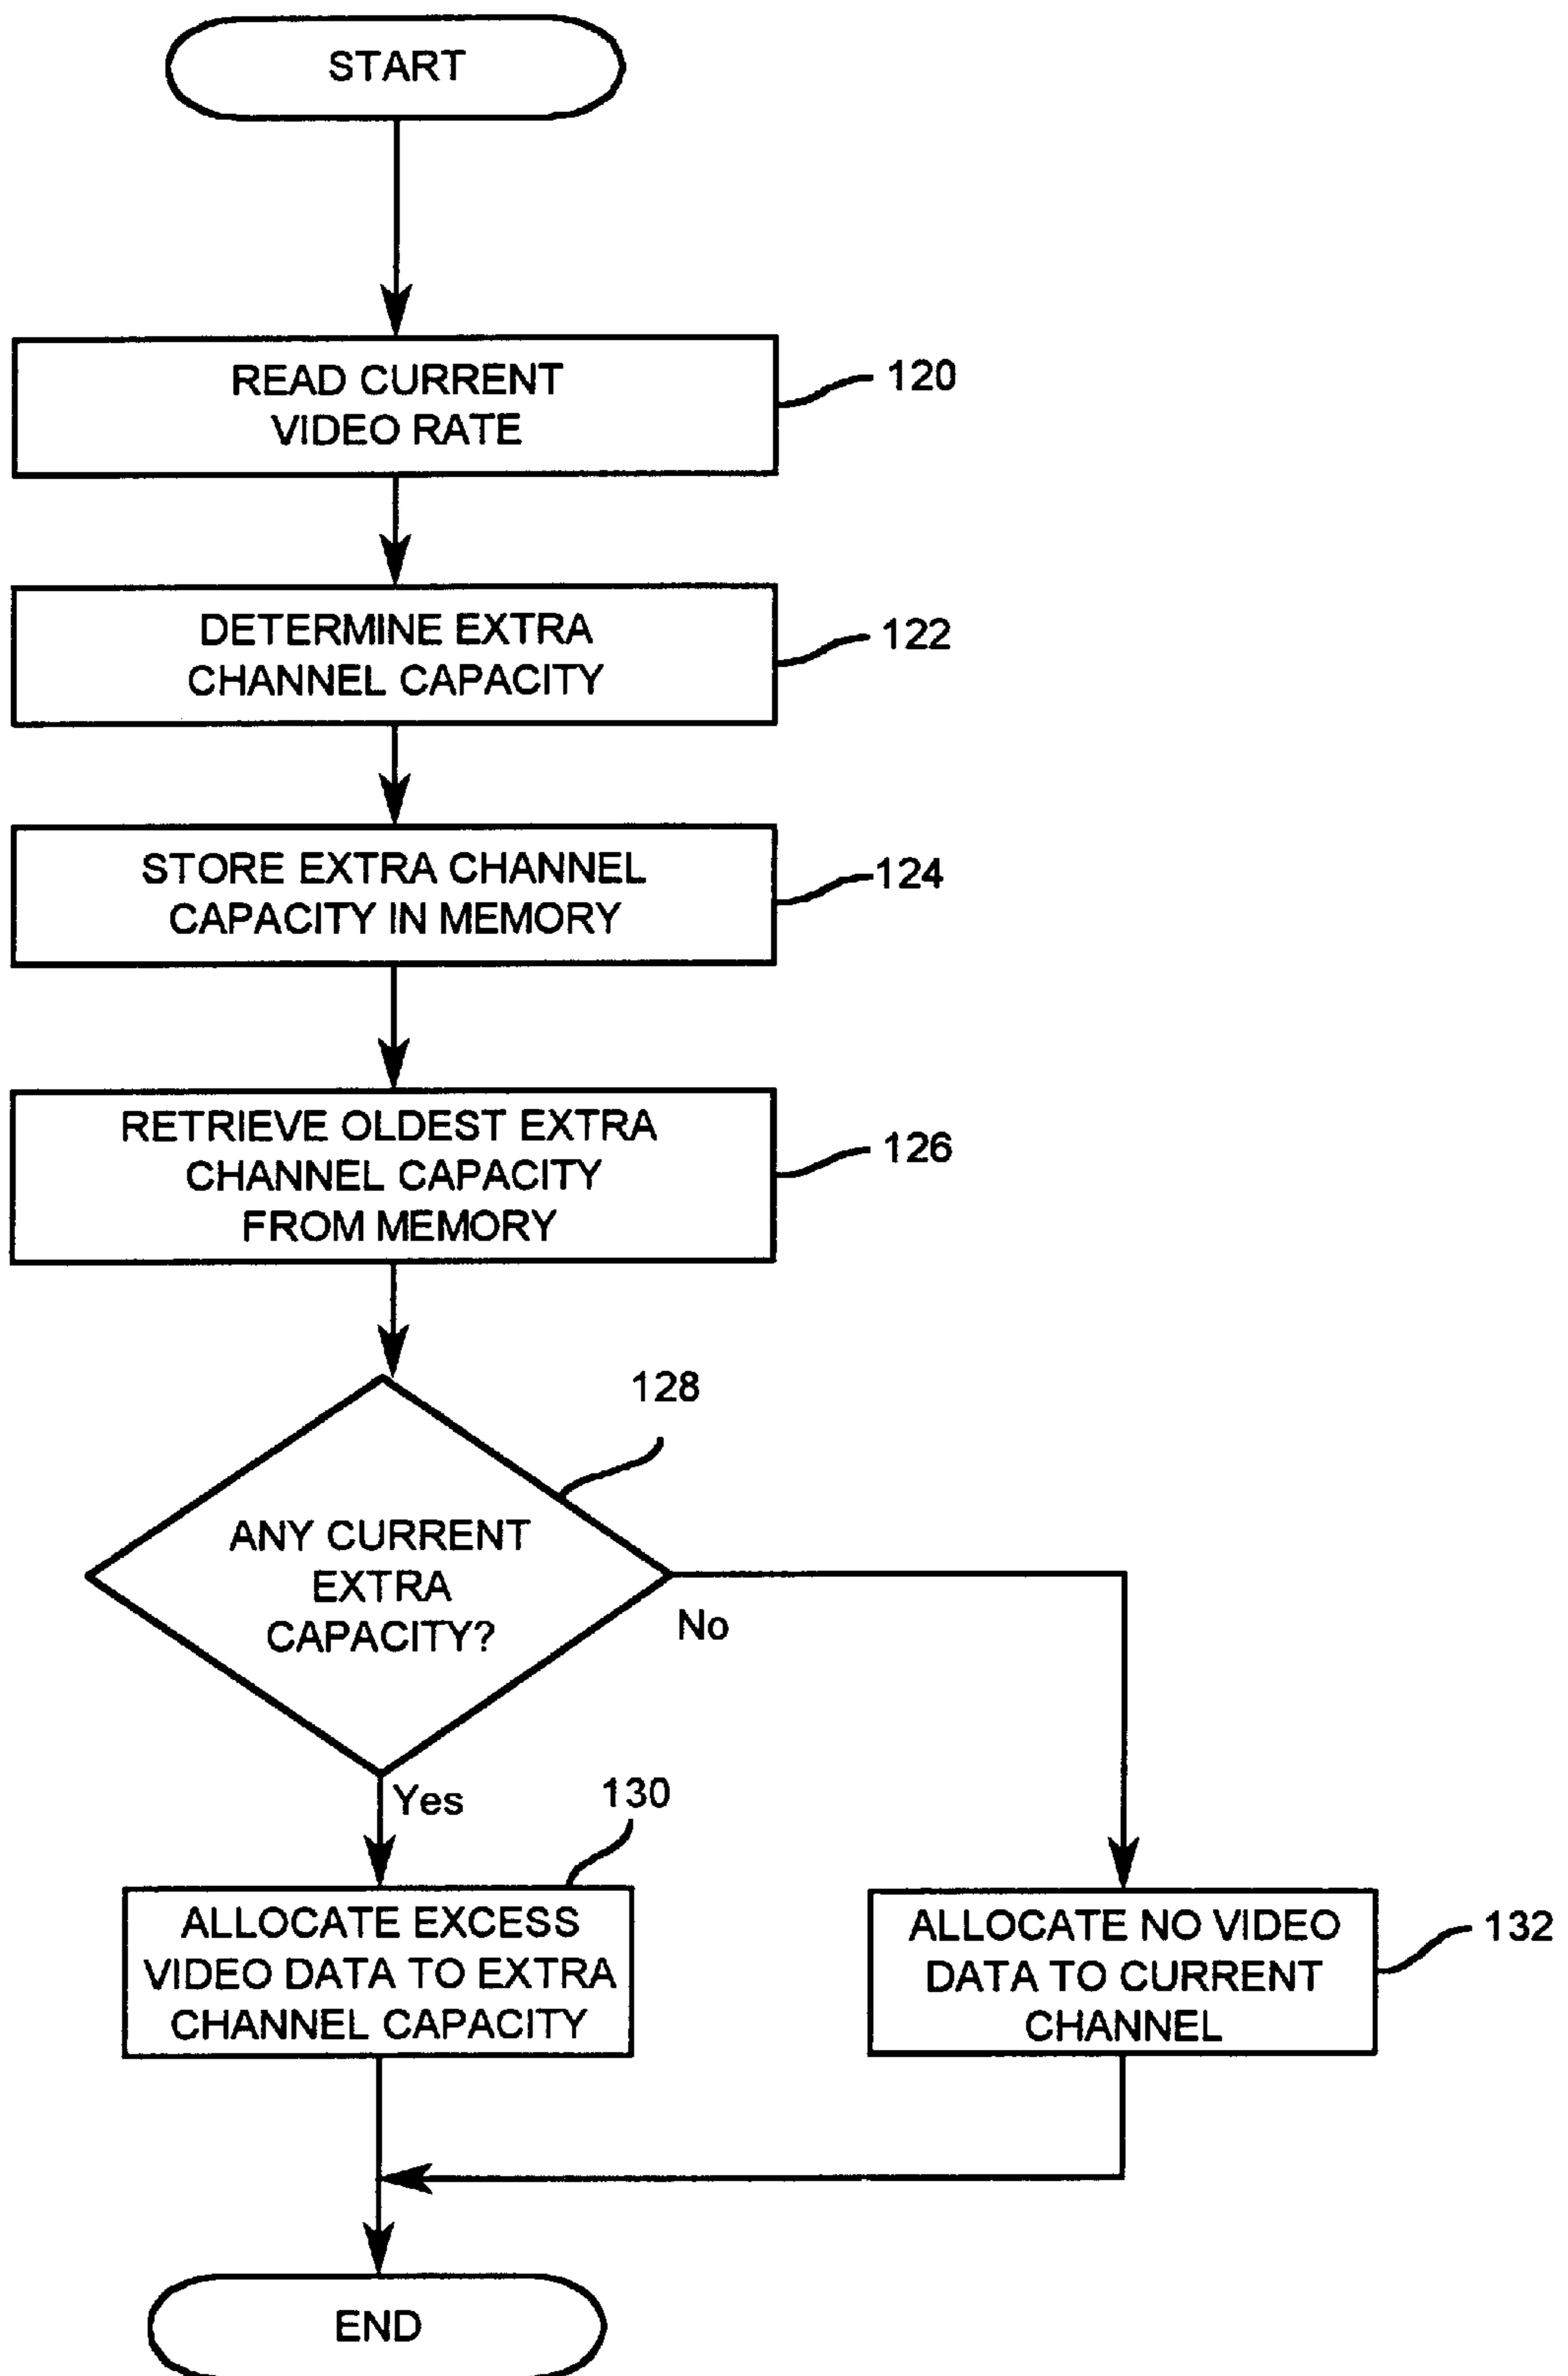 START
READ CURRENT
VIDEO RATE
120
DETERMINE EXTRA
CHANNEL CAPACITY
122
STORE EXTRA CHANNEL
CAPACITY IN MEMORY
124
RETRIEVE OLDEST EXTRA
CHANNEL CAPACITY
FROM MEMORY
126
128
ANY CURRENT
EXTRA
CAPACITY?
No
Yes
130
ALLOCATE EXCESS
VIDEO DATA TO EXTRA
CHANNEL CAPACITY
ALLOCATE NO VIDEO
DATA TO CURRENT
CHANNEL
132
END